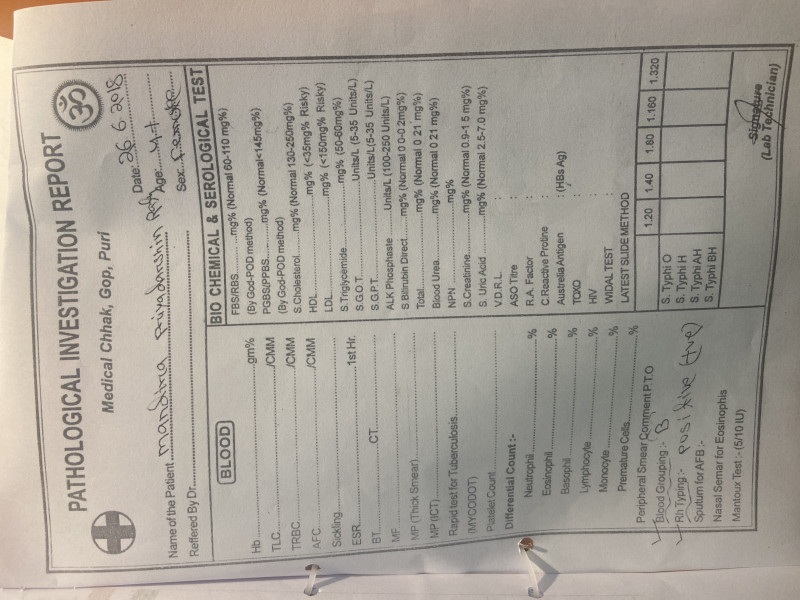 PATHOLOGICAL INVESTIGATION REPORT
Medical Chhak, Gop, Puri
Date: 26 6 2018
Name of the Patient Priyadarshini
Age:
Reffered By Dr.
Sex: Female
BLOOD
Hb gm%
TLC. /CMM
TRBC. /CMM
AFC /CMM
Sickling
ESR 1st Hr.
BT CT
MF
MP (Thick Smear)
MP (ICT)
Rapid test for Tuberculosis
(MYCODOT)
Platelet Count
Differential Count :-
Neutrophil %
Eosinophil %
Basophil %
Lymphocyte %
Monocyte %
Premature Cells %
Peripheral Smear Comment P.T.O
Blood Grouping :- B
Rh Typing :- positive (+ve)
Sputum for AFB :-
Nasal Semar for Eosinophis
Mantoux Test :- (5/10 IU)
BIO CHEMICAL & SEROLOGICAL TEST
FBS/RBS mg% (Normal 60-110 mg%)
(By God-POD method)
PGBS/PPBS mg% (Normal<145mg%)
(By God-POD method)
S.Cholesterol mg% (Normal 130-250mg%)
HDL mg% (<35mg% Risky)
LDL mg% (<150mg% Risky)
S.Triglycemide mg% (50-60mg%)
S.G.O.T. Units/L (5-35 Units/L)
S.G.P.T. Units/L(5-35 Units/L)
ALK Phosphaste Units/L (100-250 Units/L)
S.Bilirubin Direct mg% (Normal 0 0-0 2mg%)
Total mg% (Normal 0 21 mg%)
Blood Urea mg% (Normal 0 21 mg%)
NPN mg%
S.Creatinine mg% (Normal 0.9-1 5 mg%)
S. Uric Acid mg% (Normal 2.5-7.0 mg%)
V.D.R.L. :
ASO Titre :
R.A. Factor :
C.Reactive Protine :
Australia Antigen : (HBs Ag)
TOXO :
HIV :
WIDAL TEST :
LATEST SLIDE METHOD
1.20 1.40 1.80 1.160 1.320
S. Typhi O
S. Typhi H
S. Typhi AH
S. Typhi BH
Signature
(Lab Technician)